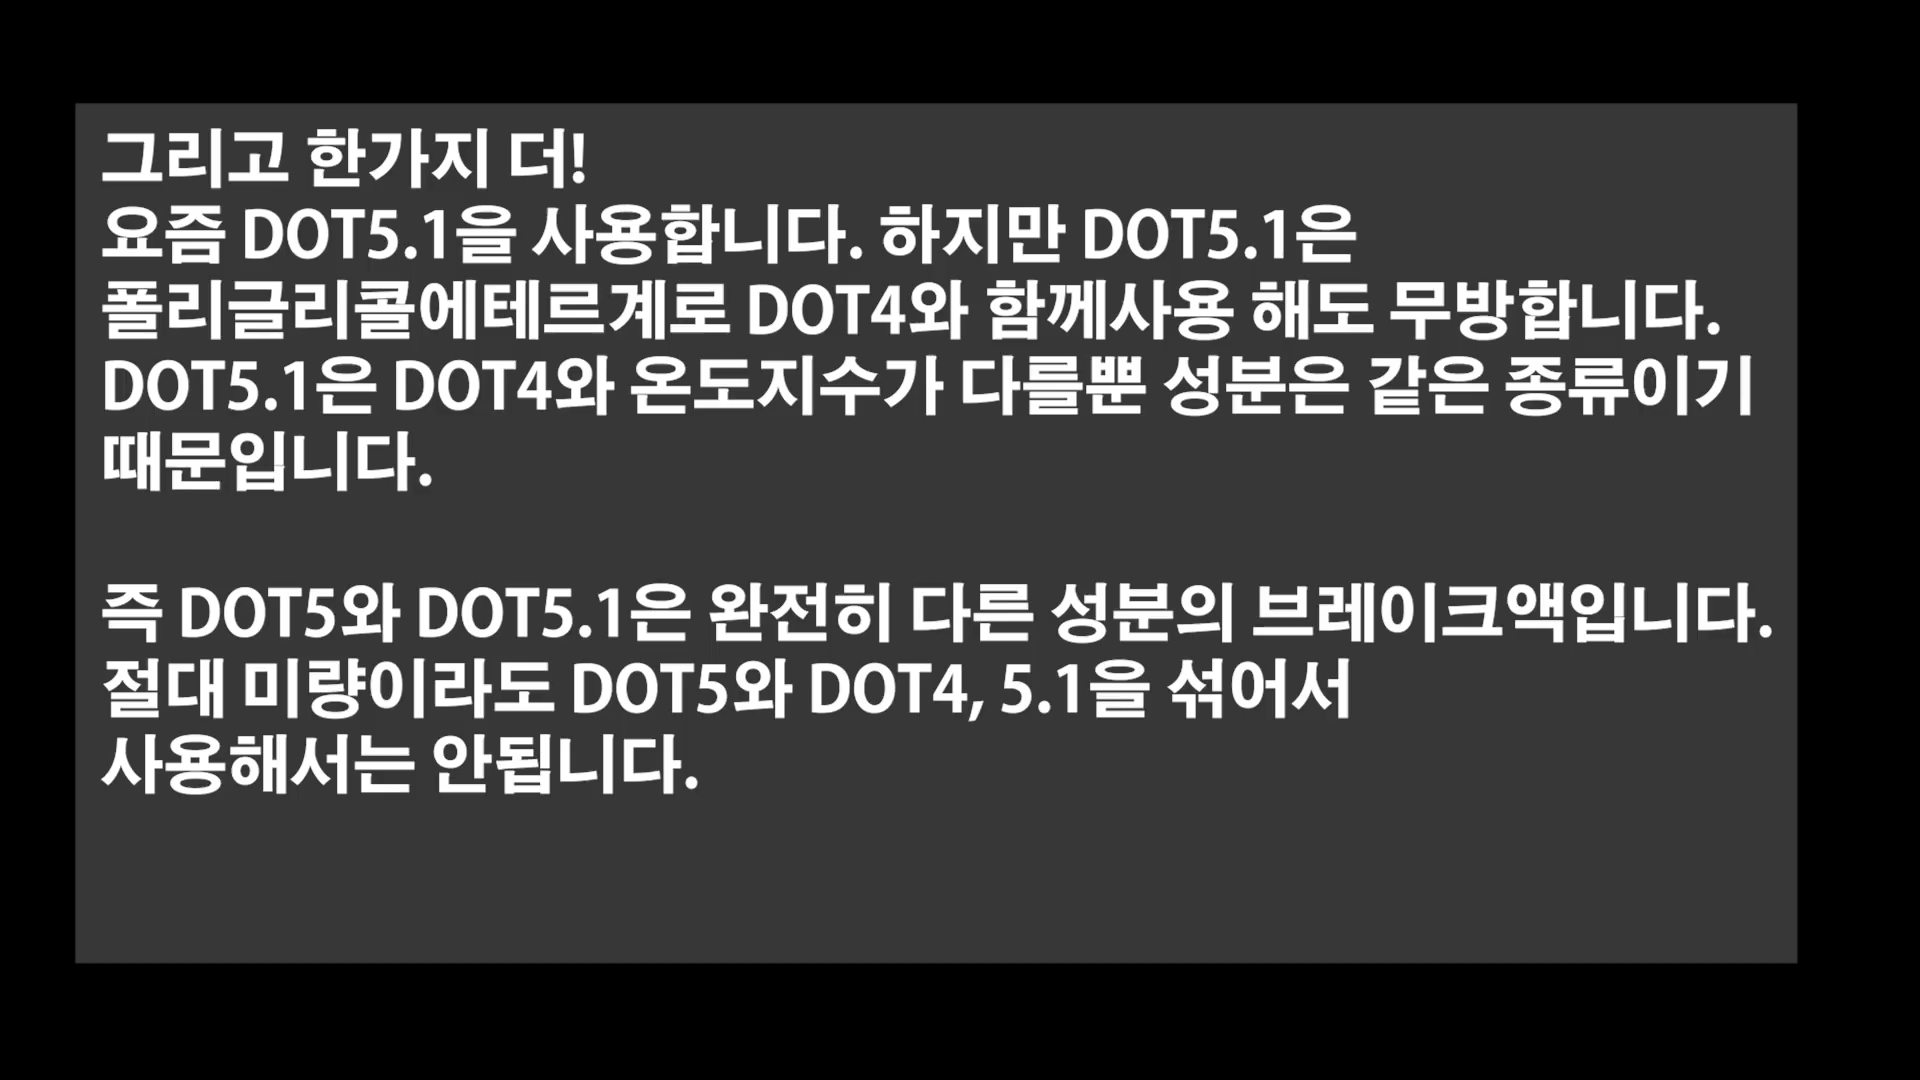 그리고 한가지 더!
요즘 DOT5.1을 사용합니다. 하지만 DOT5.1은
폴리글리콜에테르계로 DOT4와 함께사용 해도 무방합니다.
DOT5.1은 DOT4와 온도지수가 다를뿐 성분은 같은 종류이기
때문입니다.
즉 DOT5와 DOT5.1은 완전히 다른 성분의 브레이크액입니다.
절대 미량이라도 DOT5와 DOT4, 5.1을 섞어서
사용해서는 안됩니다.